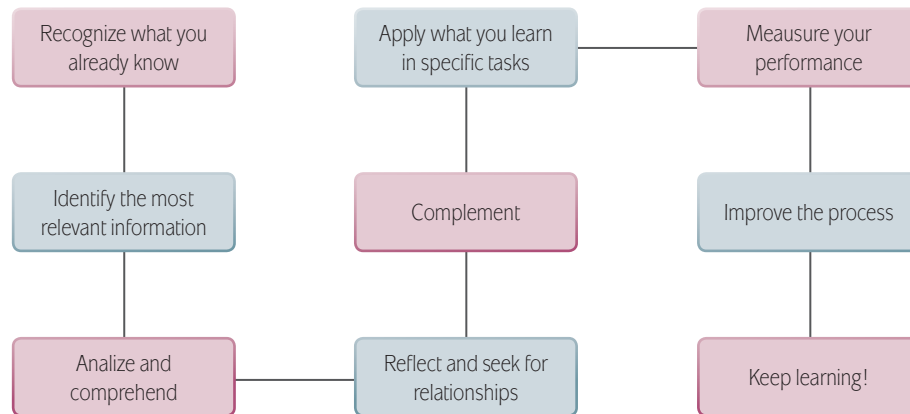 Recognize what you
already know
Identify the most
relevant information
Analize and
comprehend
Reflect and seek for
relationships
Complement
Apply what you learn
in specific tasks
Meausure your
performance
Improve the process
Keep learning!